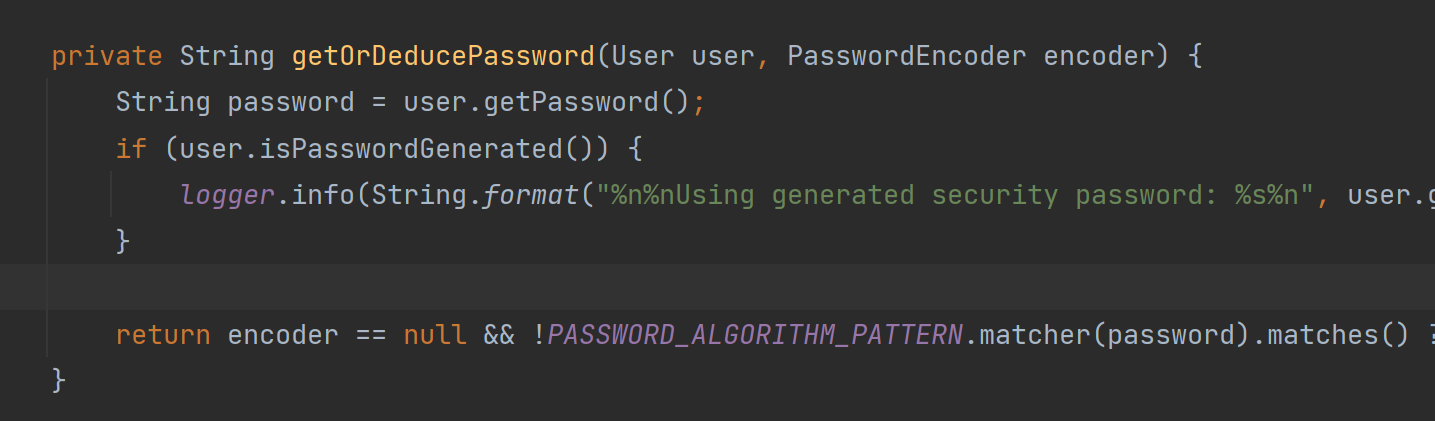 private String getOrDeducePassword(User user, PasswordEncoder encoder) {
String password = user.getPassword();
if (user.isPasswordGenerated()) {
logger.info(String.format("%n%nUsing generated security password: %s%n", user.g
}
return encoder == null && !PASSWORD_ALGORITHM_PATTERN.matcher(password).matches() ?
}